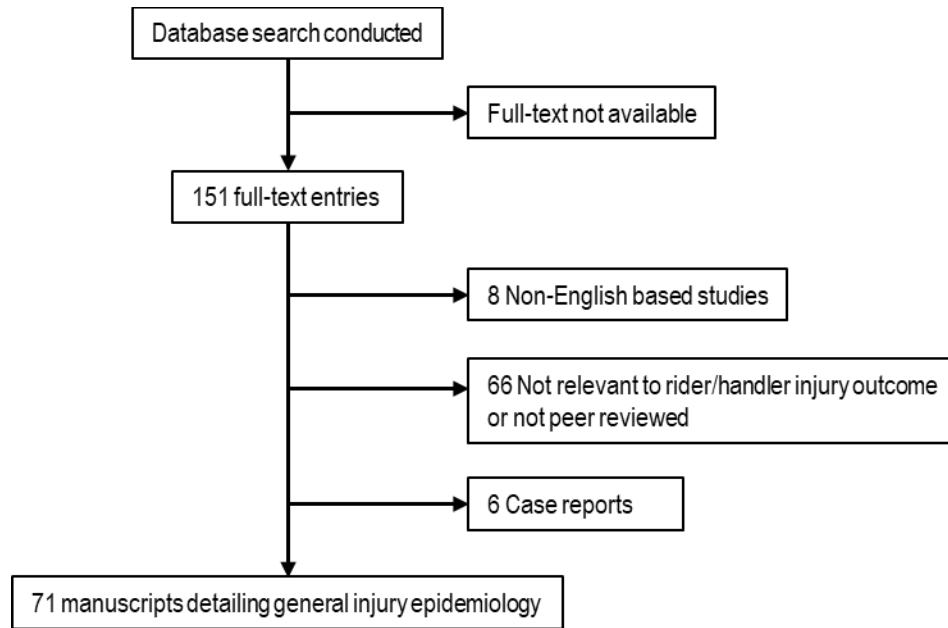 Database search conducted
Full-text not available
151 full-text entries
8 Non-English based studies
66 Not relevant to rider/handler injury outcome
or not peer reviewed
6 Case reports
71 manuscripts detailing general injury epidemiology